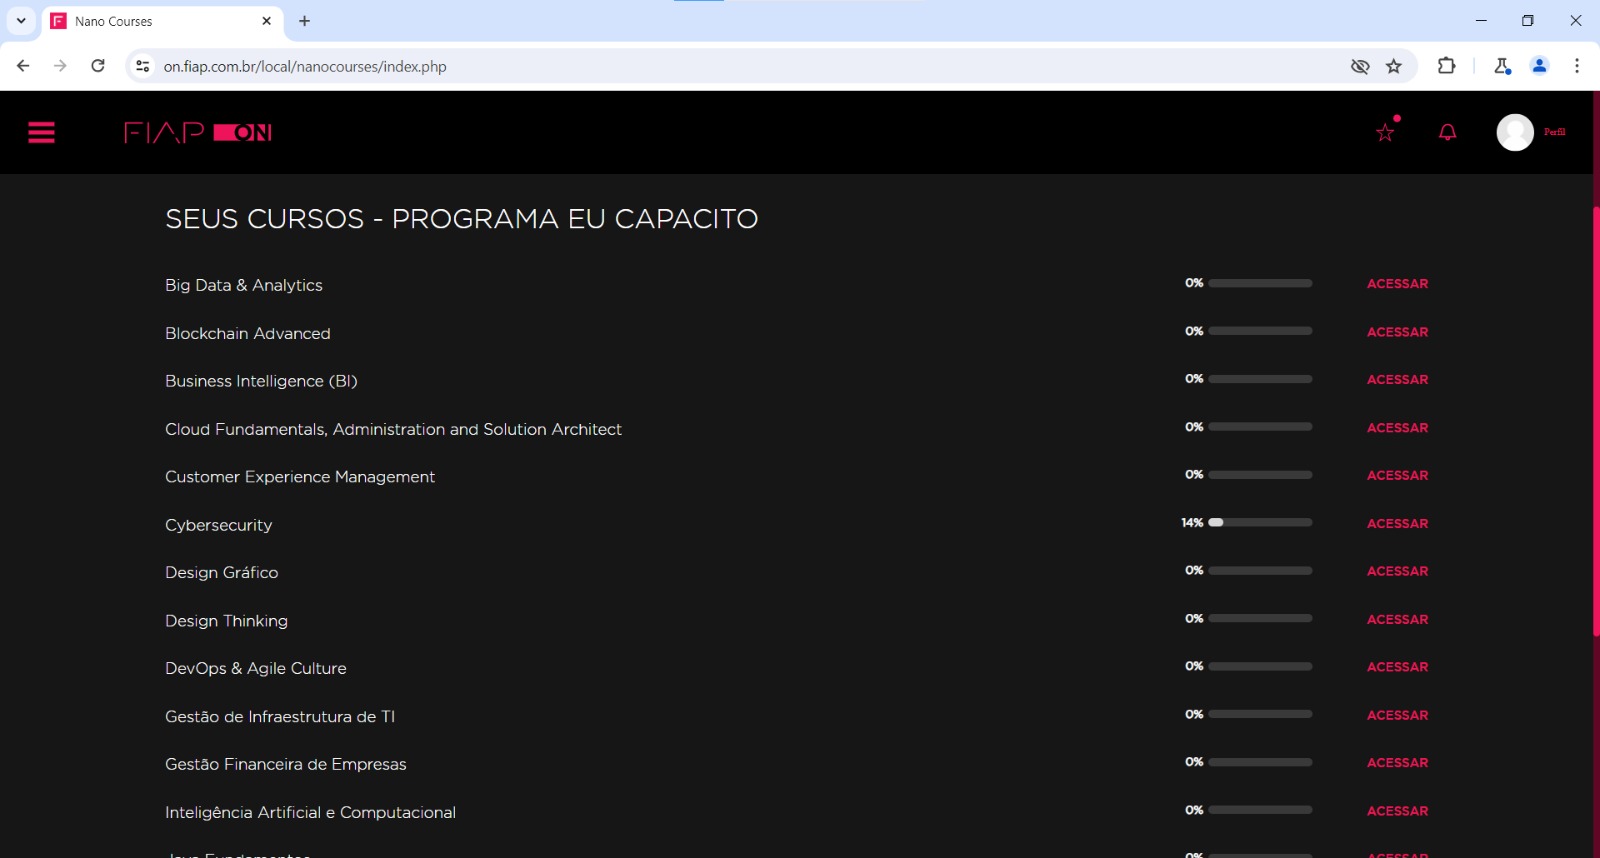 Nano Courses
on.fiap.com.br/local/nanocourses/index.php
FIAP ON
Perfil
SEUS CURSOS - PROGRAMA EU CAPACITO
Big Data & Analytics 0% ACESSAR
Blockchain Advanced 0% ACESSAR
Business Intelligence (BI) 0% ACESSAR
Cloud Fundamentals, Administration and Solution Architect 0% ACESSAR
Customer Experience Management 0% ACESSAR
Cybersecurity 14% ACESSAR
Design Gráfico 0% ACESSAR
Design Thinking 0% ACESSAR
DevOps & Agile Culture 0% ACESSAR
Gestão de Infraestrutura de TI 0% ACESSAR
Gestão Financeira de Empresas 0% ACESSAR
Inteligência Artificial e Computacional 0% ACESSAR
Java Fundamentos 0% ACESSAR